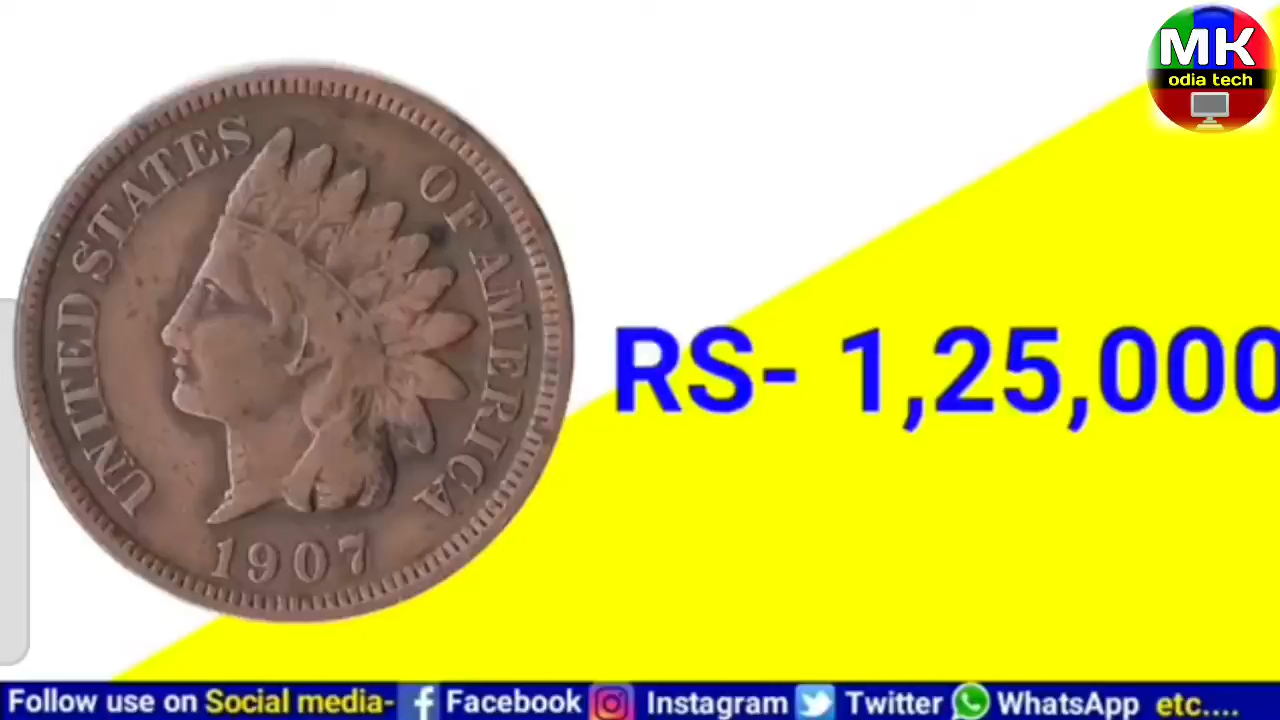 MK
odia tech
UNITED STATES OF AMERICA
1907
RS- 1,25,000
Follow use on Social media- Facebook Instagram Twitter WhatsApp etc....